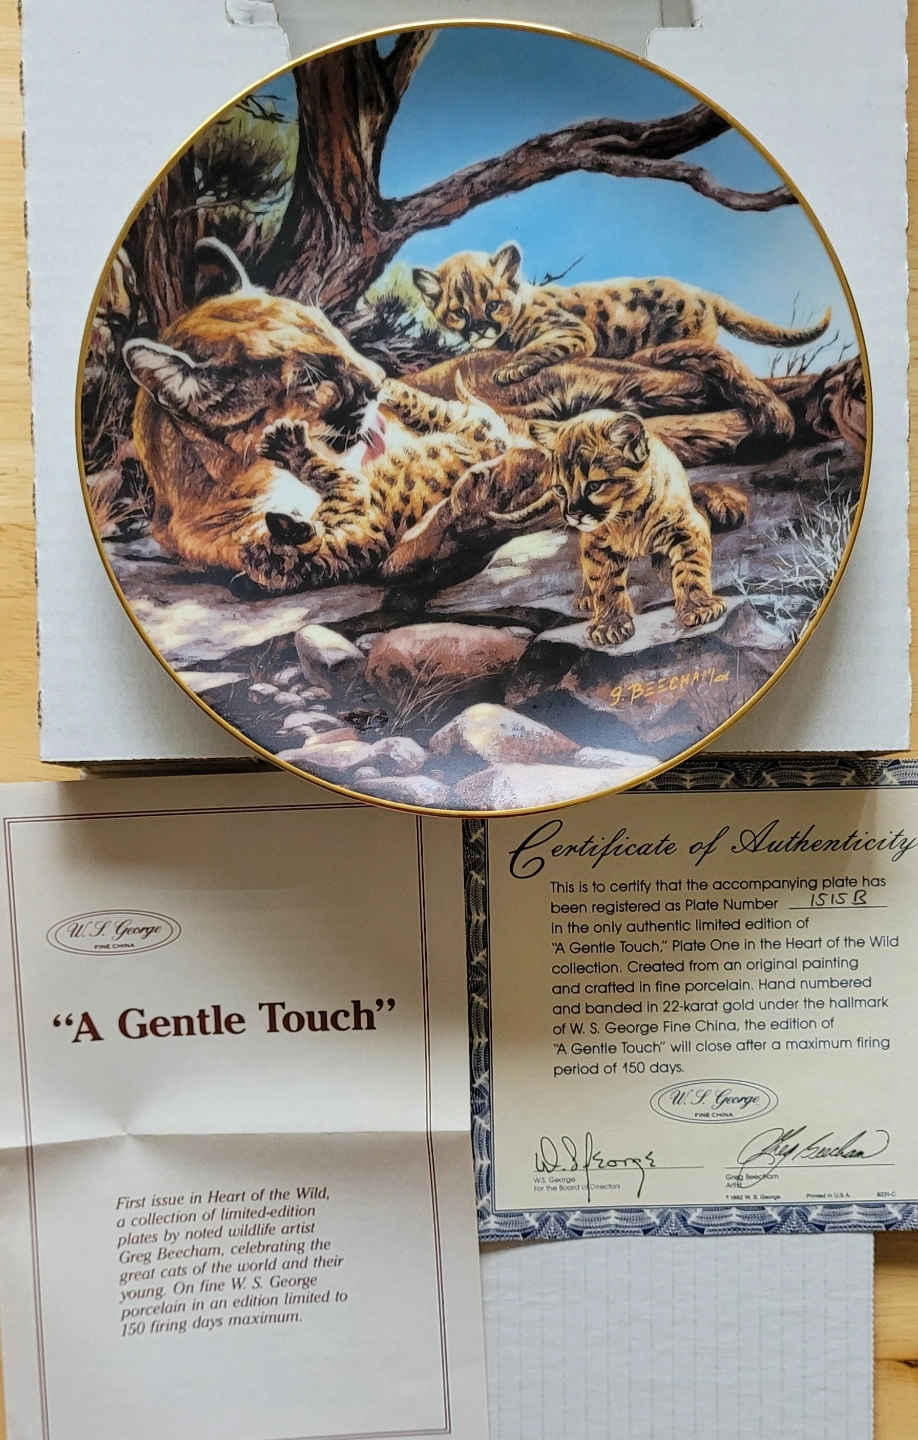 G. BEECHAM
W. S. George
FINE CHINA
"A Gentle Touch"
First issue in Heart of the Wild,
a collection of limited-edition
plates by noted wildlife artist
Greg Beecham, celebrating the
great cats of the world and their
young. On fine W. S. George
porcelain in an edition limited to
150 firing days maximum.
Certificate of Authenticity
This is to certify that the accompanying plate has
been registered as Plate Number 1515B
in the only authentic limited edition of
"A Gentle Touch," Plate One in the Heart of the Wild
collection. Created from an original painting
and crafted in fine porcelain. Hand numbered
and banded in 22-karat gold under the hallmark
of W. S. George Fine China, the edition of
"A Gentle Touch" will close after a maximum firing
period of 150 days.
W. S. George
FINE CHINA
W. S. George Greg Beecham
W.S. George Greg Beecham
For the Board of Directors Artist
©1992 W. S. George Printed in U.S.A. 8231-C